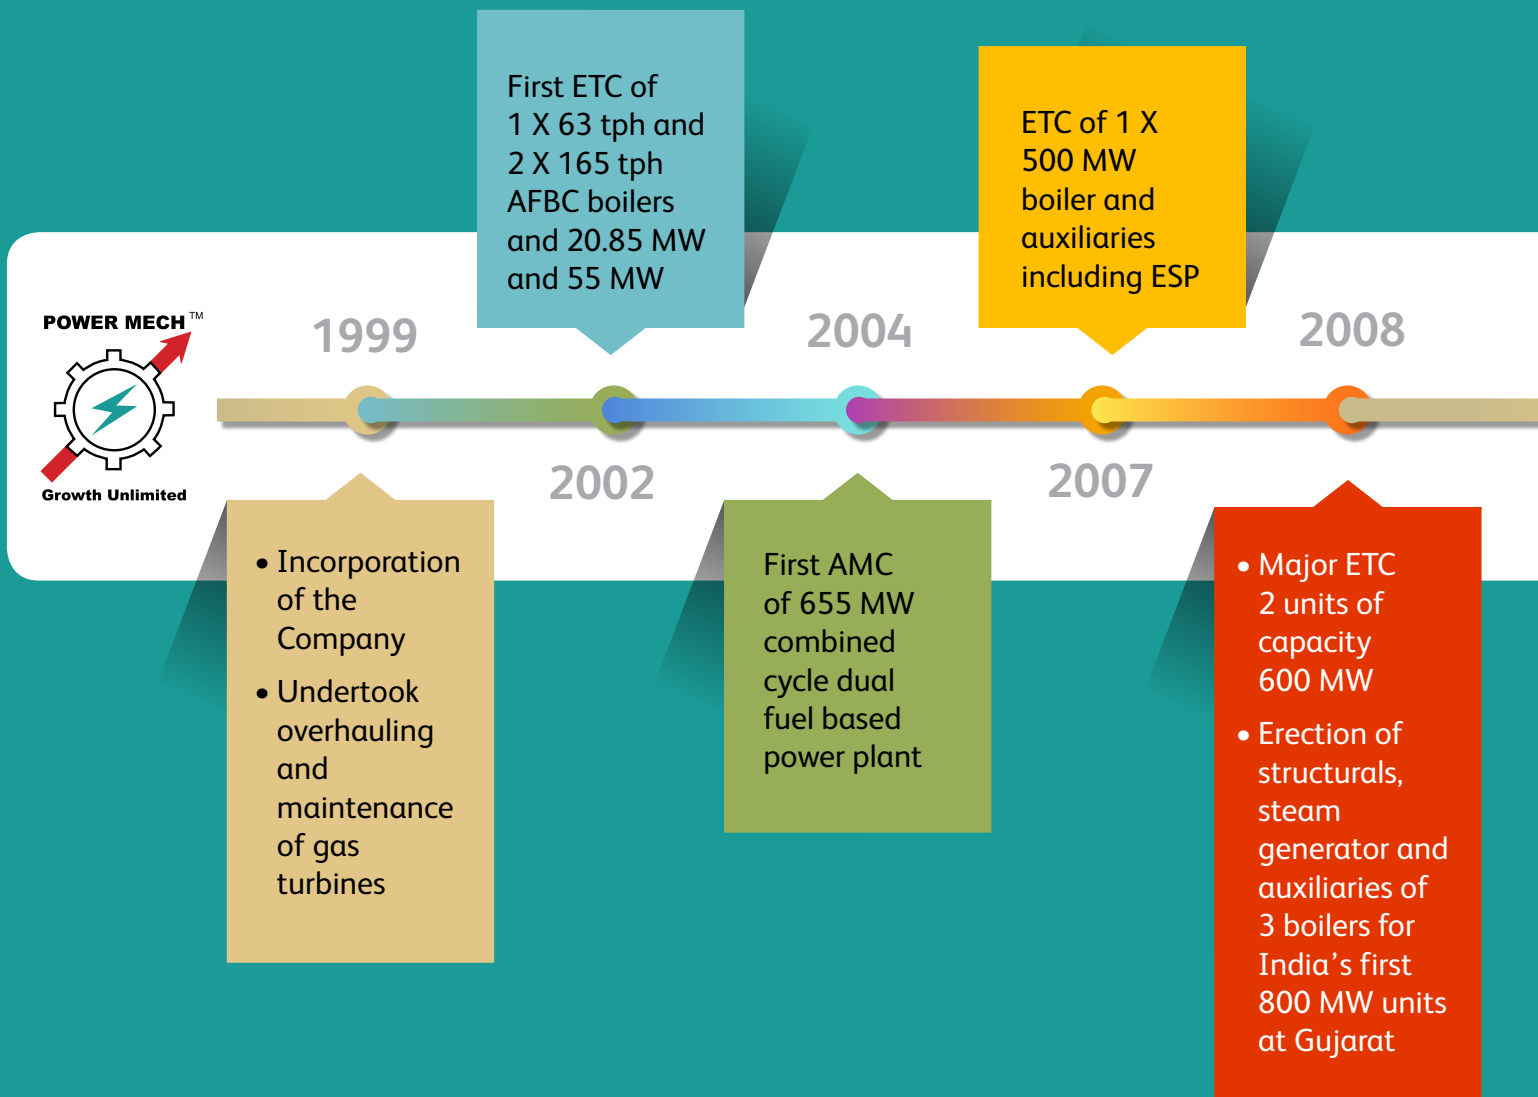 POWER MECH™
Growth Unlimited
1999
• Incorporation
of the
Company
• Undertook
overhauling
and
maintenance
of gas
turbines
First ETC of
1 X 63 tph and
2 X 165 tph
AFBC boilers
and 20.85 MW
and 55 MW
2002
2004
First AMC
of 655 MW
combined
cycle dual
fuel based
power plant
ETC of 1 X
500 MW
boiler and
auxiliaries
including ESP
2007
2008
• Major ETC
2 units of
capacity
600 MW
• Erection of
structurals,
steam
generator and
auxiliaries of
3 boilers for
India’s first
800 MW units
at Gujarat